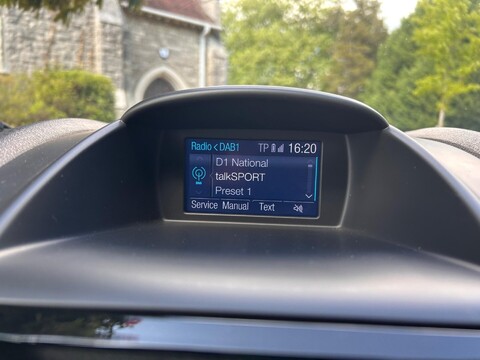 Radio < DAB1 TP 16:20
D1 National
talkSPORT
Preset 1
Service Manual Text